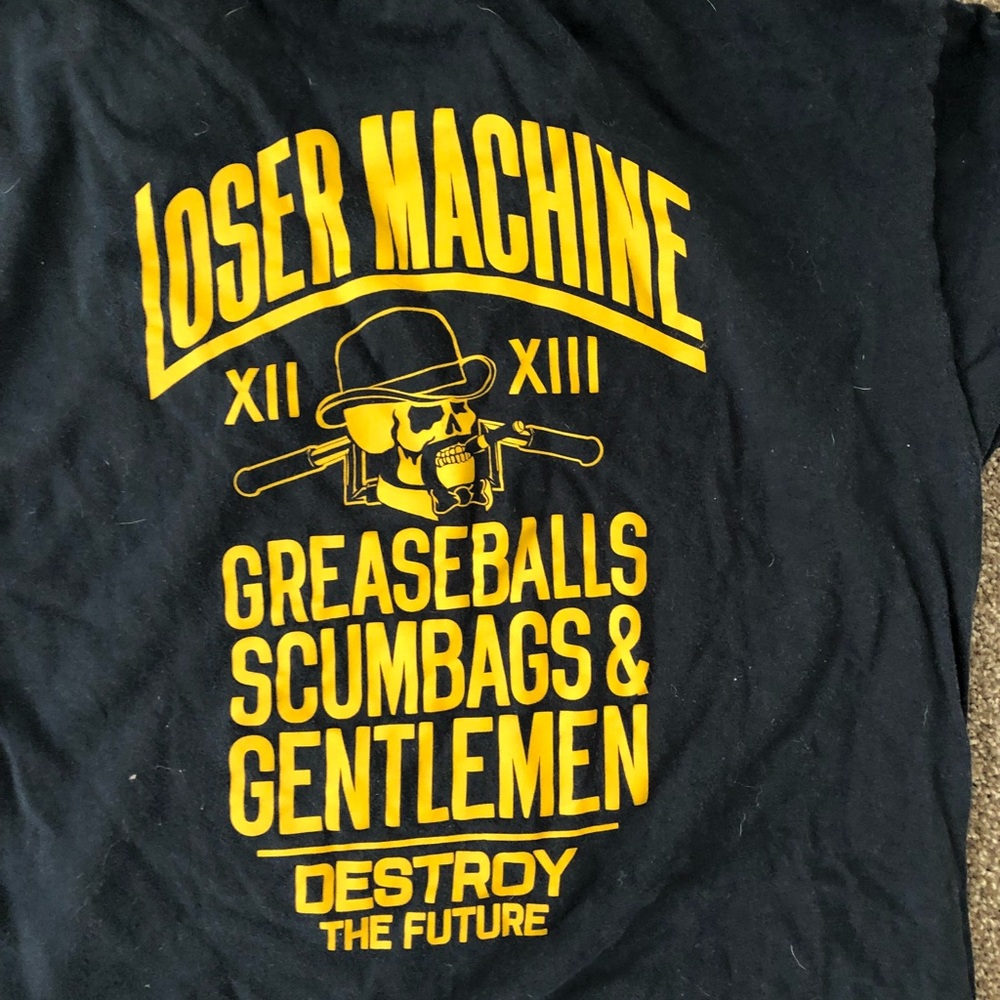 LOSER MACHINE
XII XIII
GREASEBALLS
SCUMBAGS &
GENTLEMEN
DESTROY
THE FUTURE